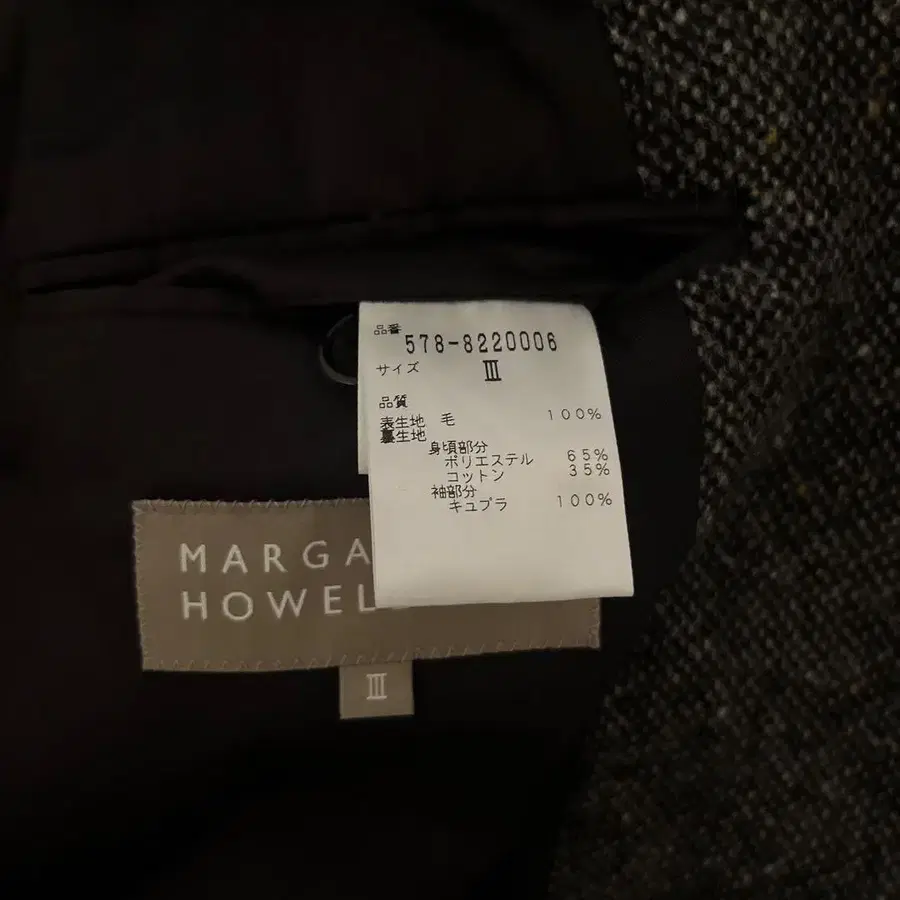 品番
578-8220006
サイズ Ⅲ
品質
表生地 毛 100%
裏生地
身頃部分
ポリエステル 65%
コットン 35%
袖部分
キュプラ 100%
MARGA
HOWEL
Ⅲ